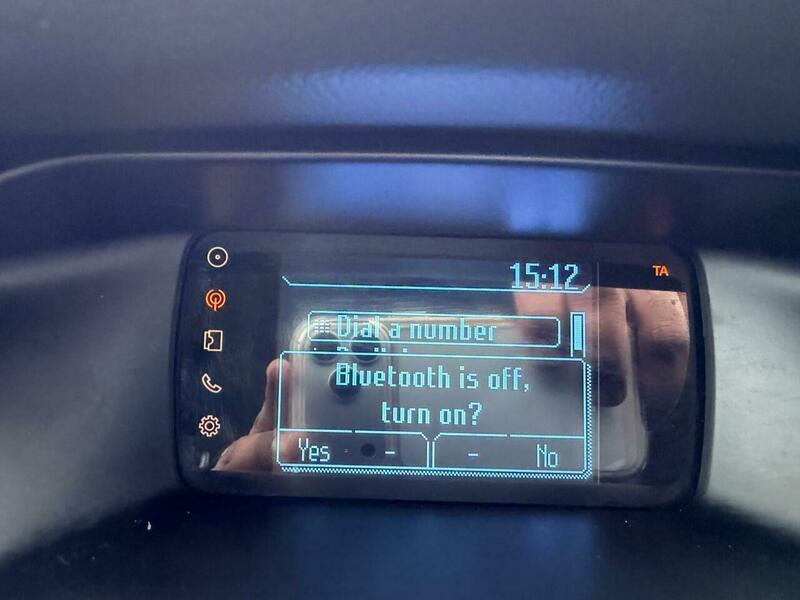 15:12
TA
Dial a number
Bluetooth is off,
turn on?
Yes - - No